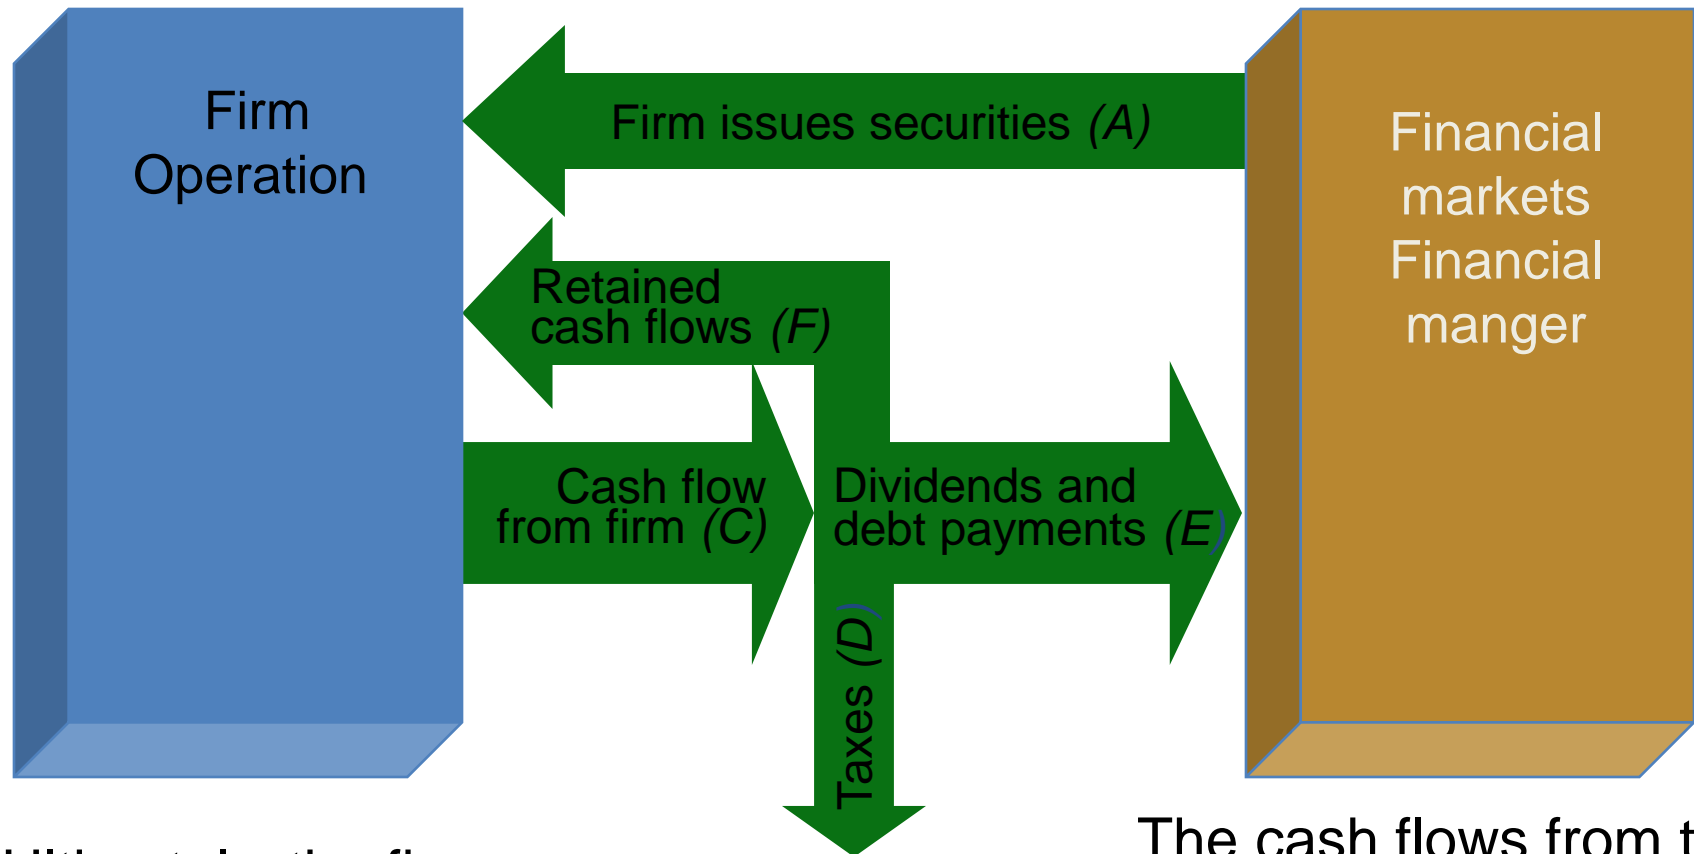 Firm
Operation
Firm issues securities (A)
Financial
markets
Financial
manger
Retained
cash flows (F)
Cash flow
from firm (C)
Dividends and
debt payments (E)
Taxes (D)
The cash flows from t